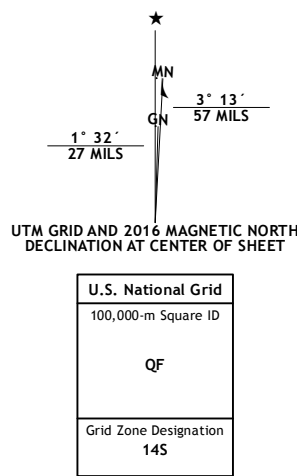 MN
3° 13´
57 MILS
GN
1° 32´
27 MILS
UTM GRID AND 2016 MAGNETIC NORTH
DECLINATION AT CENTER OF SHEET
U.S. National Grid
100,000-m Square ID
QF
Grid Zone Designation
14S